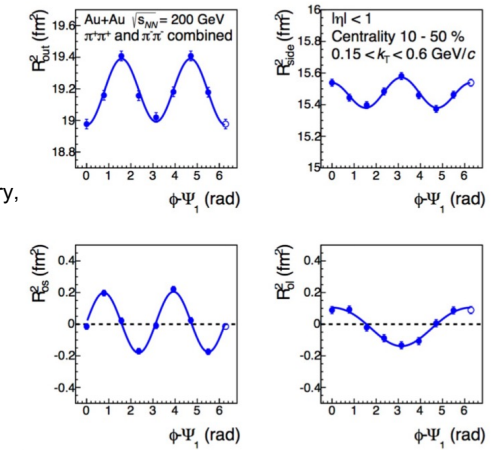 Au+Au √sNN = 200 GeV
π⁺π⁺ and π⁻π⁻ combined
R²out (fm²)
19.6
19.4
19.2
19
18.8
0 1 2 3 4 5 6
ϕ-Ψ₁ (rad)
|η| < 1
Centrality 10 - 50 %
0.15 < kT < 0.6 GeV/c
R²side (fm²)
16
15.8
15.6
15.4
15.2
15
0 1 2 3 4 5 6
ϕ-Ψ₁ (rad)
ry,
R²os (fm²)
0.4
0.2
0
-0.2
-0.4
0 1 2 3 4 5 6
ϕ-Ψ₁ (rad)
R²ol (fm²)
0.4
0.2
0
-0.2
-0.4
0 1 2 3 4 5 6
ϕ-Ψ₁ (rad)